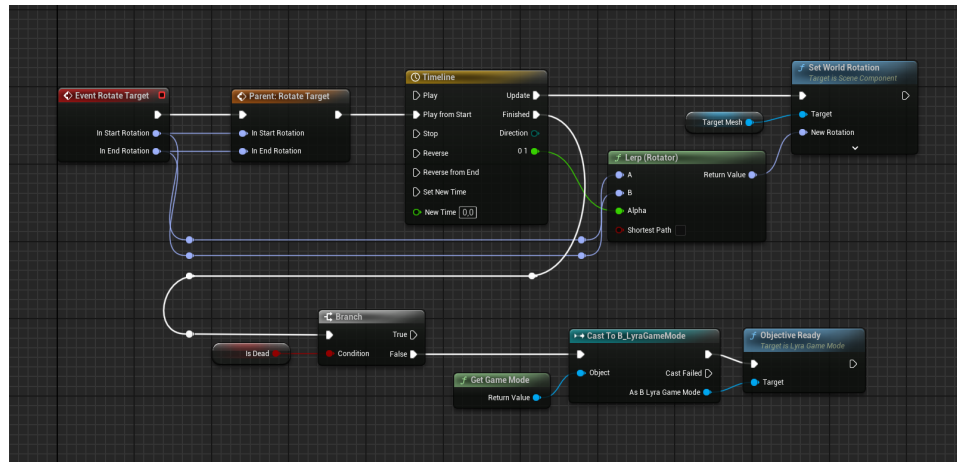 Event Rotate Target
In Start Rotation
In End Rotation
Parent: Rotate Target
In Start Rotation
In End Rotation
Timeline
Play
Update
Play from Start
Finished
Stop
Direction
Reverse
0 1
Reverse from End
Set New Time
New Time 0,0
Target Mesh
f Set World Rotation
Target is Scene Component
Target
New Rotation
f Lerp (Rotator)
A
Return Value
B
Alpha
Shortest Path
Is Dead
Branch
True
Condition
False
f Get Game Mode
Return Value
Cast To B_LyraGameMode
Object
Cast Failed
As B Lyra Game Mode
f Objective Ready
Target is Lyra Game Mode
Target